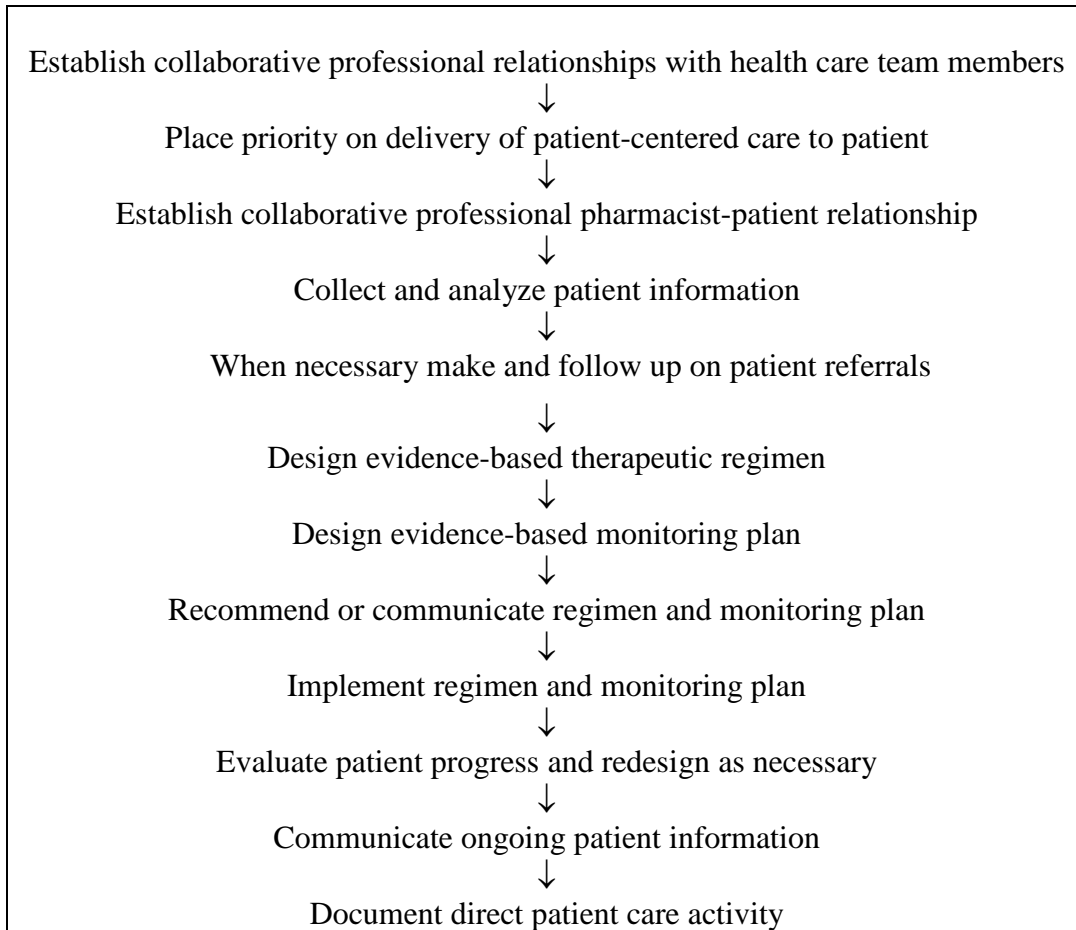 Establish collaborative professional relationships with health care team members
↓
Place priority on delivery of patient-centered care to patient
↓
Establish collaborative professional pharmacist-patient relationship
↓
Collect and analyze patient information
↓
When necessary make and follow up on patient referrals
↓
Design evidence-based therapeutic regimen
↓
Design evidence-based monitoring plan
↓
Recommend or communicate regimen and monitoring plan
↓
Implement regimen and monitoring plan
↓
Evaluate patient progress and redesign as necessary
↓
Communicate ongoing patient information
↓
Document direct patient care activity